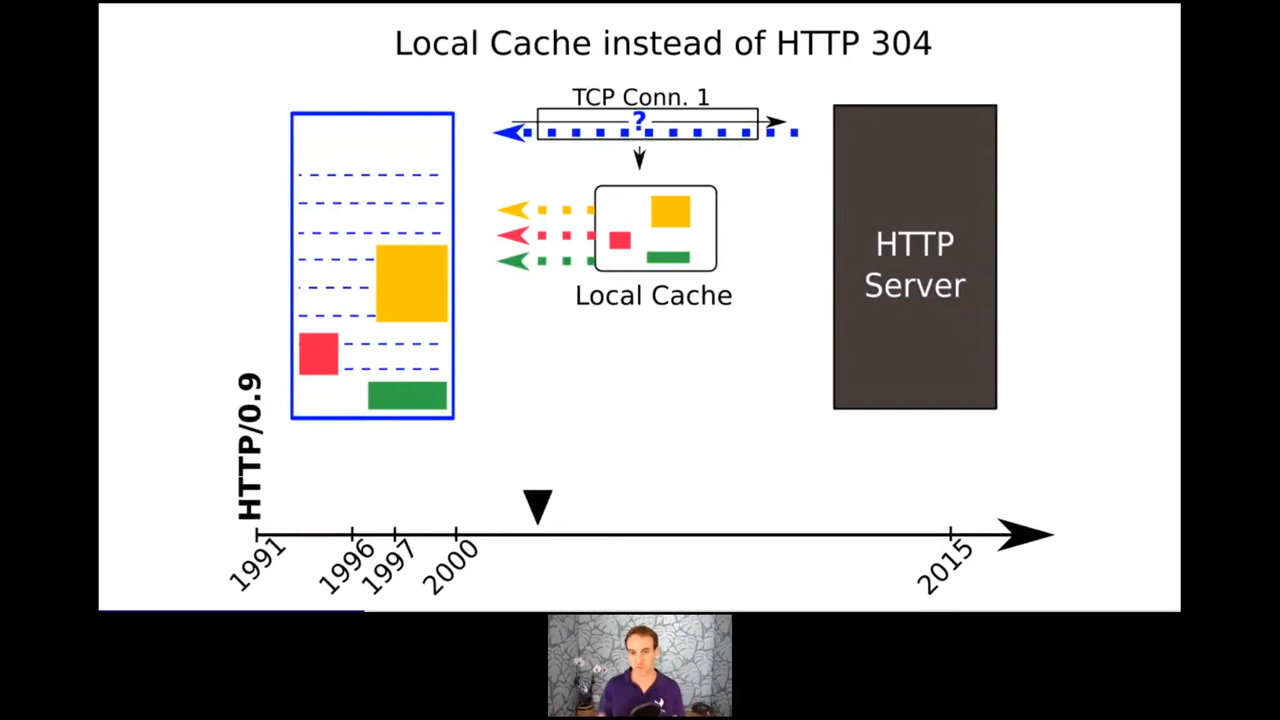 Local Cache instead of HTTP 304
TCP Conn. 1
?
Local Cache
HTTP
Server
HTTP/0.9
1991
1996
1997
2000
2015